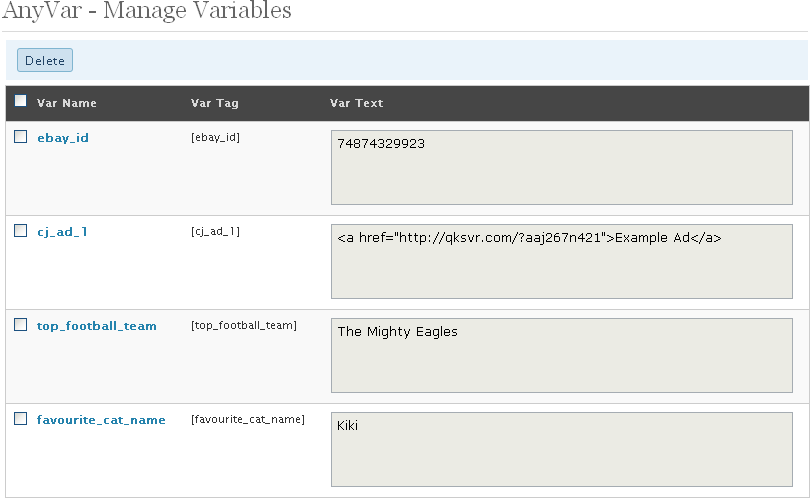 AnyVar - Manage Variables
Delete
Var Name Var Tag Var Text
ebay_id [ebay_id] 74874329923
cj_ad_1 [cj_ad_1] <a href="http://qksvr.com/?aaj267n421">Example Ad</a>
top_football_team [top_football_team] The Mighty Eagles
favourite_cat_name [favourite_cat_name] Kiki